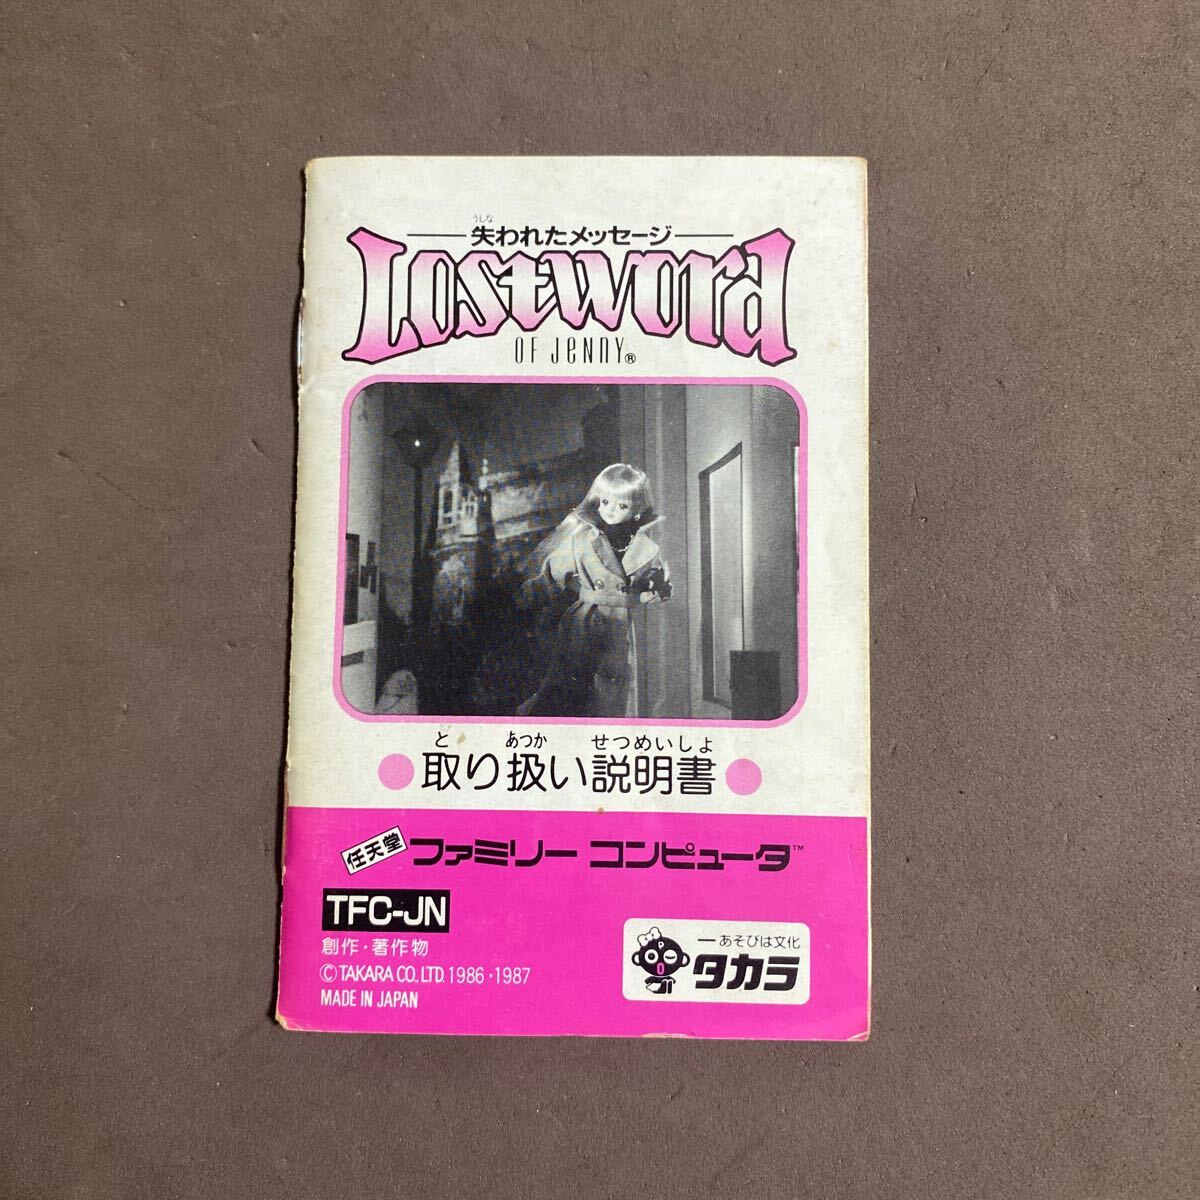 うしな
失われたメッセージ
Lostword
OF JENNY®
と あつか せつめいしょ
●取り扱い説明書●
任天堂 ファミリー コンピュータ™
TFC-JN
創作・著作物
©TAKARA CO., LTD. 1986・1987
MADE IN JAPAN
あそびは文化
タカラ